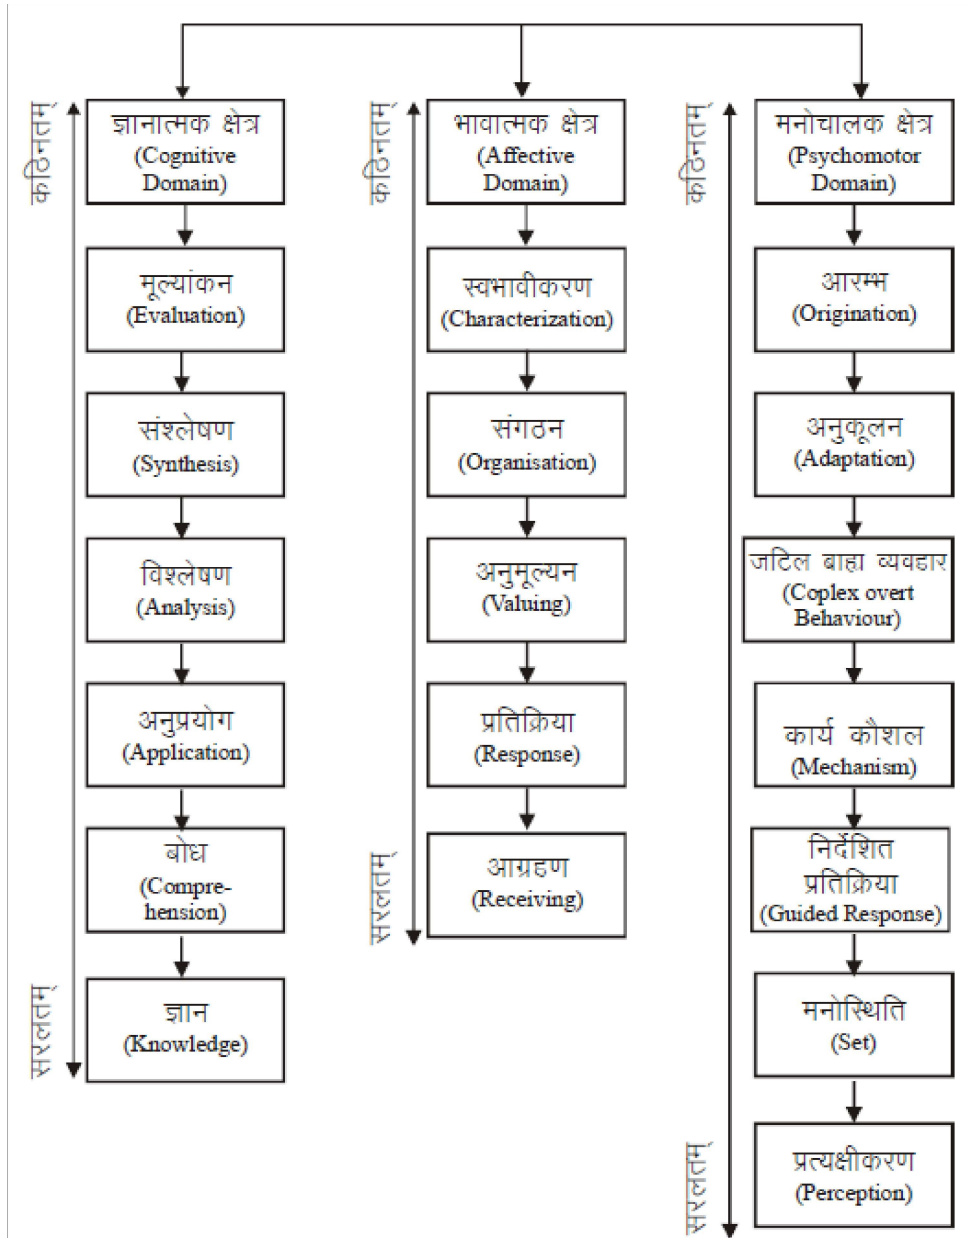 कठिनतम्
ज्ञानात्मक क्षेत्र
(Cognitive
Domain)
मूल्यांकन
(Evaluation)
संश्लेषण
(Synthesis)
विश्लेषण
(Analysis)
अनुप्रयोग
(Application)
बोध
(Compre-
hension)
ज्ञान
(Knowledge)
सरलतम्
कठिनतम्
भावात्मक क्षेत्र
(Affective
Domain)
स्वभावीकरण
(Characterization)
संगठन
(Organisation)
अनुमूल्यन
(Valuing)
प्रतिक्रिया
(Response)
आग्रडण
(Receiving)
सरलतम्
कठिनतम्
मनोचालक क्षेत्र
(Psychomotor
Domain)
आरम्भ
(Origination)
अनुकूलन
(Adaptation)
जटिल बाह्य व्यवडार
(Coplex overt
Behaviour)
कार्य कौशल
(Mechanism)
निर्देशित
प्रतिक्रिया
(Guided Response)
मनोस्थिति
(Set)
प्रत्यक्षीकरण
(Perception)
सरलतम्